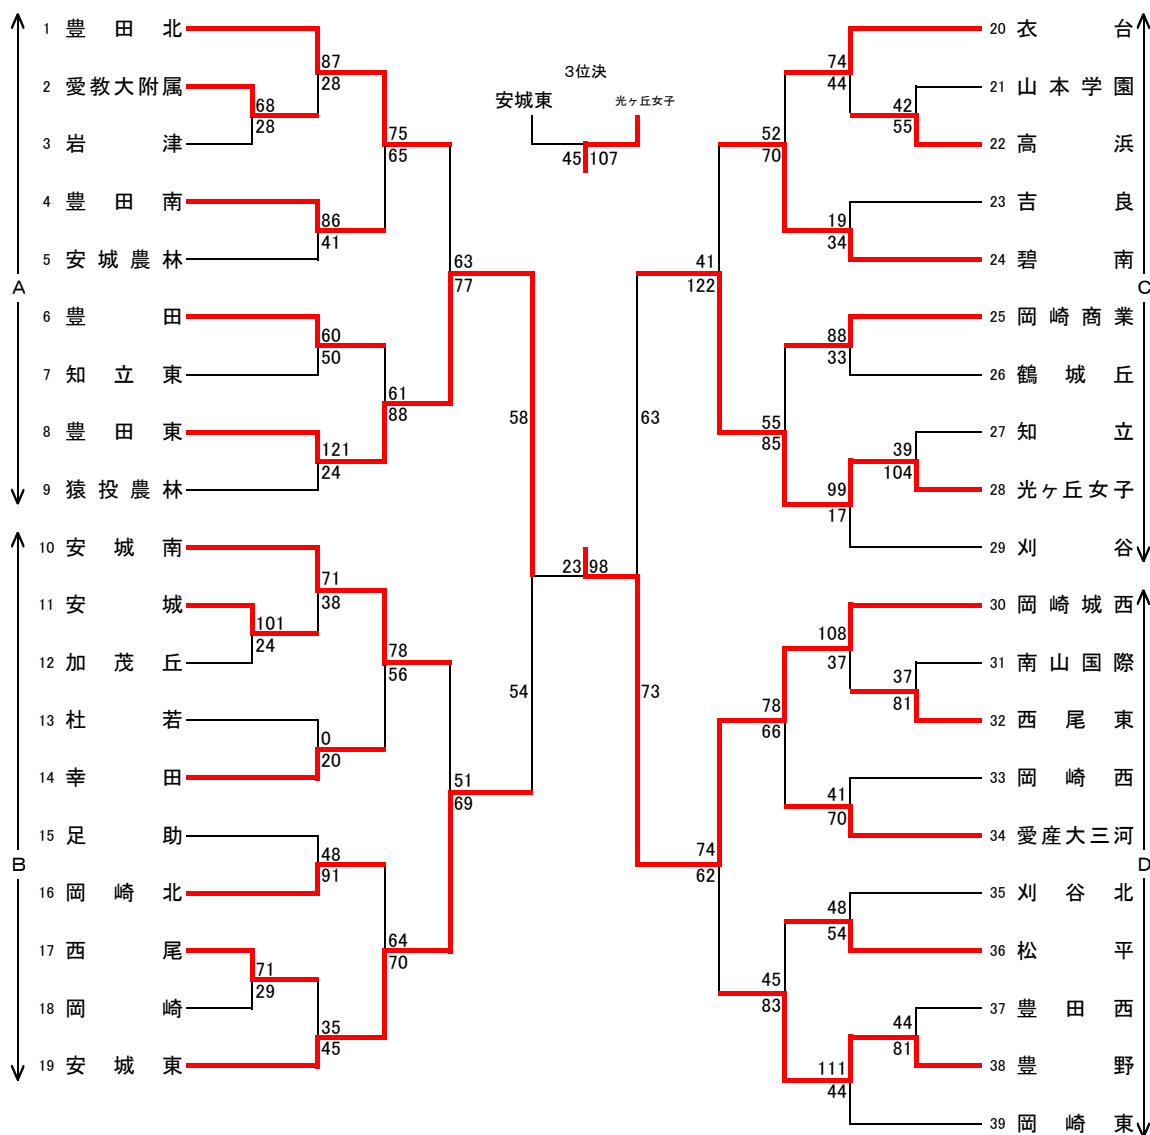 1 豊田北
87
28
2 愛教大附属
68
28
3 岩津
75
65
4 豊田南
86
41
5 安城農林
A
63
77
6 豊田
60
50
7 知立東
61
88
8 豊田東
121
24
9 猿投農林
58
10 安城南
71
38
11 安城
101
24
12 加茂丘
78
56
13 杜若
0
20
14 幸田
54
51
69
15 足助
48
91
B
16 岡崎北
17 西尾
71
29
64
70
18 岡崎
35
45
19 安城東
3位決
安城東 光ヶ丘女子
45 107
23 98
20 衣台
74
44
21 山本学園
42
55
22 高浜
52
70
23 吉良
19
34
24 碧南
C
41
122
25 岡崎商業
88
33
26 鶴城丘
63
55
85
27 知立
39
104
28 光ヶ丘女子
99
17
29 刈谷
30 岡崎城西
108
37
31 南山国際
37
81
32 西尾東
73
78
66
33 岡崎西
41
70
34 愛産大三河
D
74
62
35 刈谷北
48
54
36 松平
45
83
37 豊田西
44
81
38 豊野
111
44
39 岡崎東